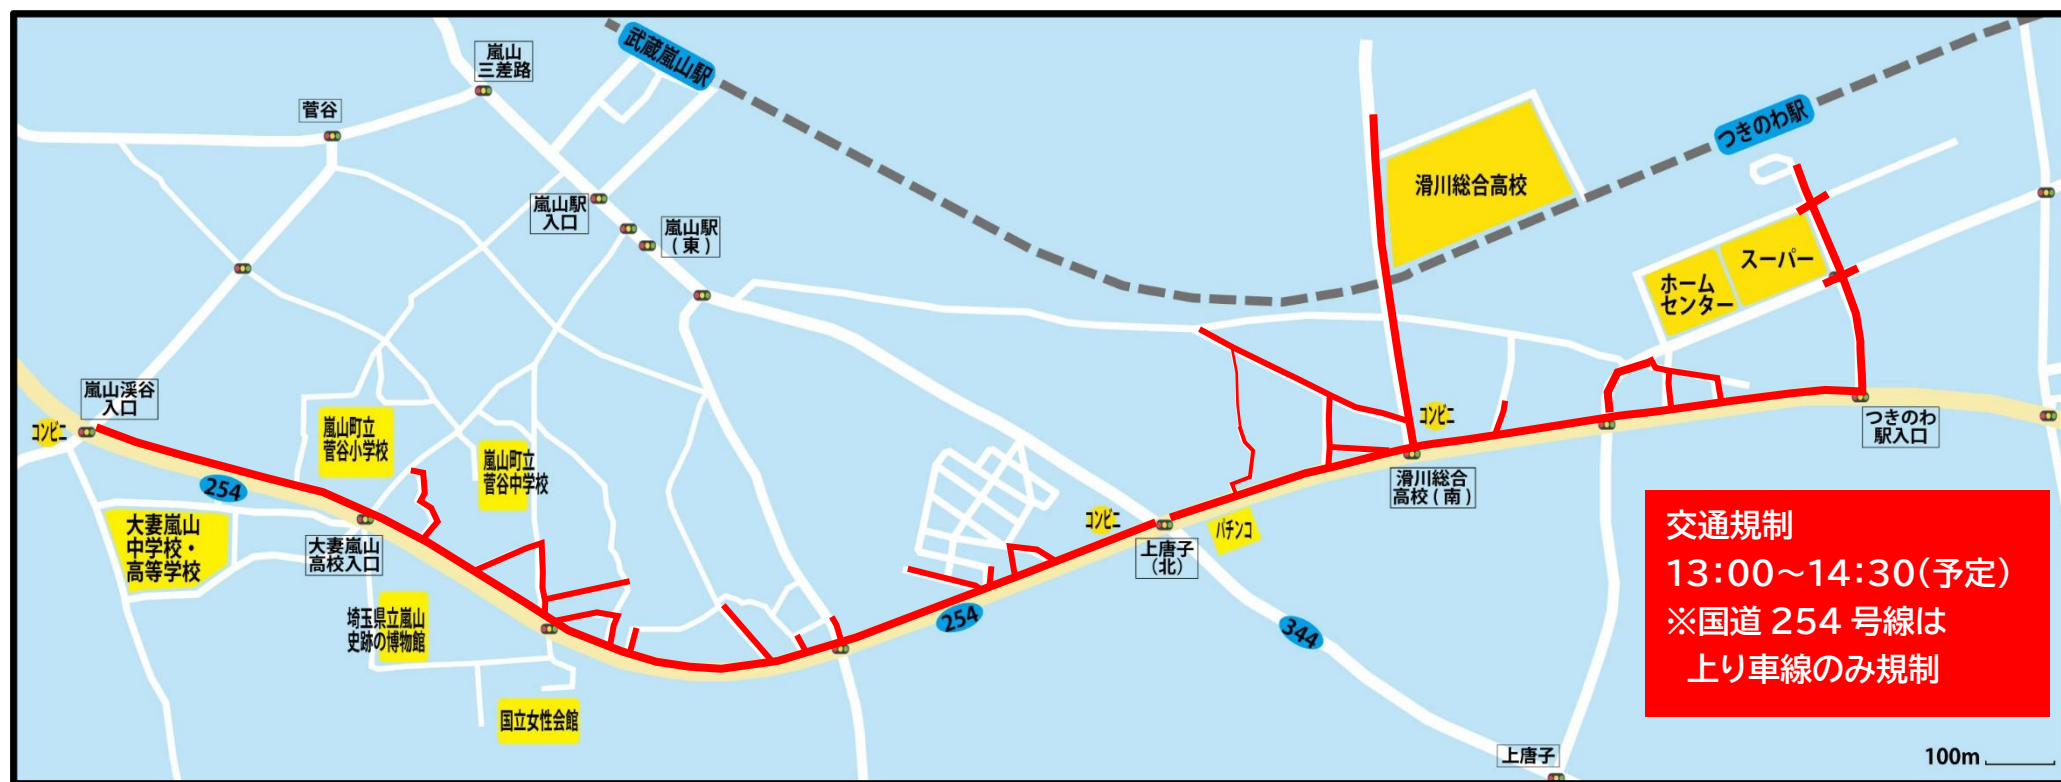 嵐山
三差路
武蔵嵐山駅
菅谷
つきのわ駅
滑川総合高校
嵐山駅
入口
嵐山駅
(東)
スーパー
ホーム
センター
嵐山渓谷
入口
コンビニ
嵐山町立
菅谷小学校
嵐山町立
菅谷中学校
コンビニ
つきのわ
駅入口
254
滑川総合
高校(南)
大妻嵐山
中学校・
高等学校
大妻嵐山
高校入口
コンビニ
パチンコ
上唐子
(北)
埼玉県立嵐山
史跡の博物館
254
344
国立女性会館
上唐子
交通規制
13:00～14:30(予定)
※国道 254 号線は
上り車線のみ規制
100m